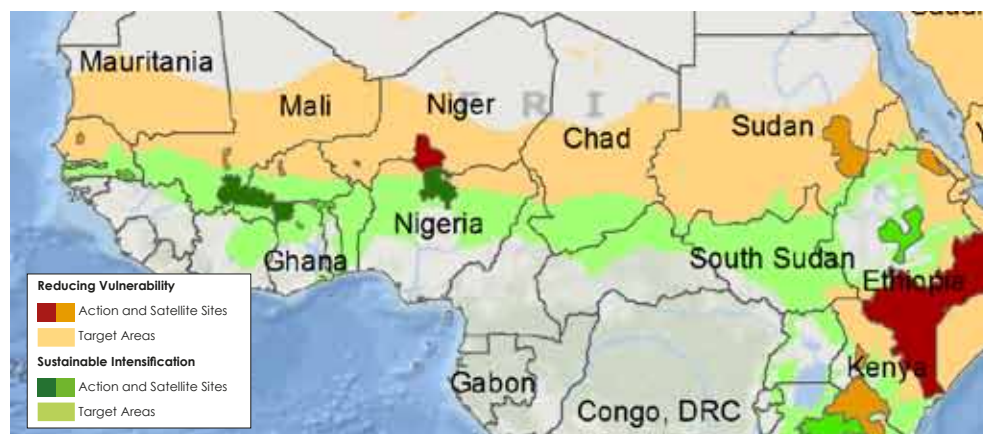 Saudi
Mauritania
Mali
Niger
A F R I C A
Chad
Sudan
Y
Nigeria
Ghana
South Sudan
Ethiopia
Kenya
Gabon
Congo, DRC
Reducing Vulnerability
Action and Satellite Sites
Target Areas
Sustainable Intensification
Action and Satellite Sites
Target Areas